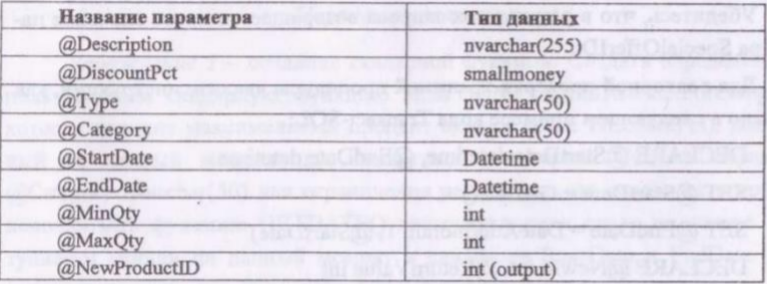 Название параметра Тип данных
@Description nvarchar(255)
@DiscountPct smallmoney
@Type nvarchar(50)
@Category nvarchar(50)
@StartDate Datetime
@EndDate Datetime
@MinQty int
@MaxQty int
@NewProductID int (output)